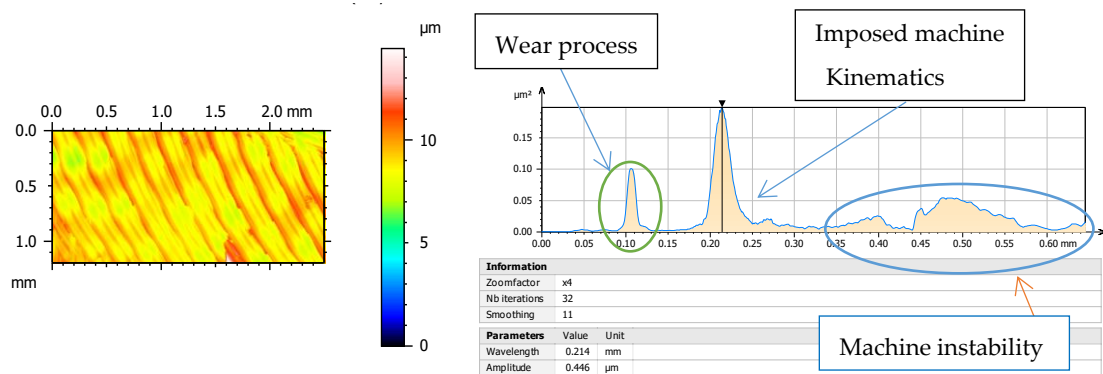 Wear process
Imposed machine
Kinematics
µm
0.0 0.5 1.0 1.5 2.0 mm
0.0
0.5
1.0
mm
10
5
0
µm²
0.15
0.10
0.05
0.00
0.00 0.05 0.10 0.15 0.20 0.25 0.30 0.35 0.40 0.45 0.50 0.55 0.60 mm
Information
Zoomfactor x4
Nb iterations 32
Smoothing 11
Parameters Value Unit
Wavelength 0.214 mm
Amplitude 0.446 µm
Machine instability